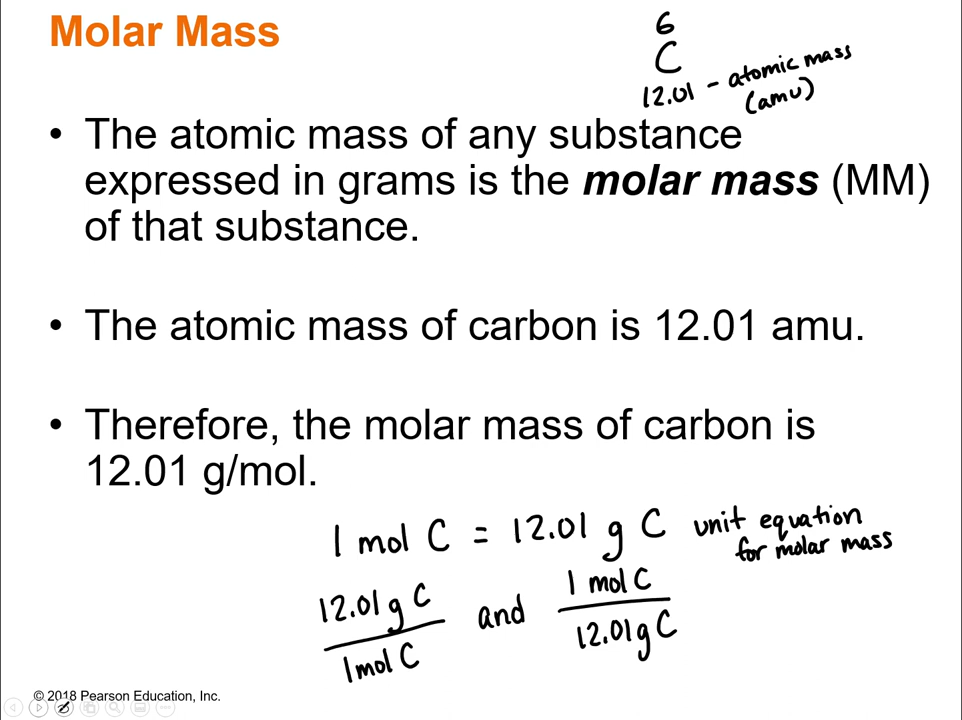 Molar Mass
6
C
12.01 - atomic mass
(amu)
• The atomic mass of any substance
expressed in grams is the molar mass (MM)
of that substance.
• The atomic mass of carbon is 12.01 amu.
• Therefore, the molar mass of carbon is
12.01 g/mol.
1 mol C = 12.01 g C unit equation
for molar mass
12.01 g C and 1 mol C
1 mol C 12.01 g C
© 2018 Pearson Education, Inc.